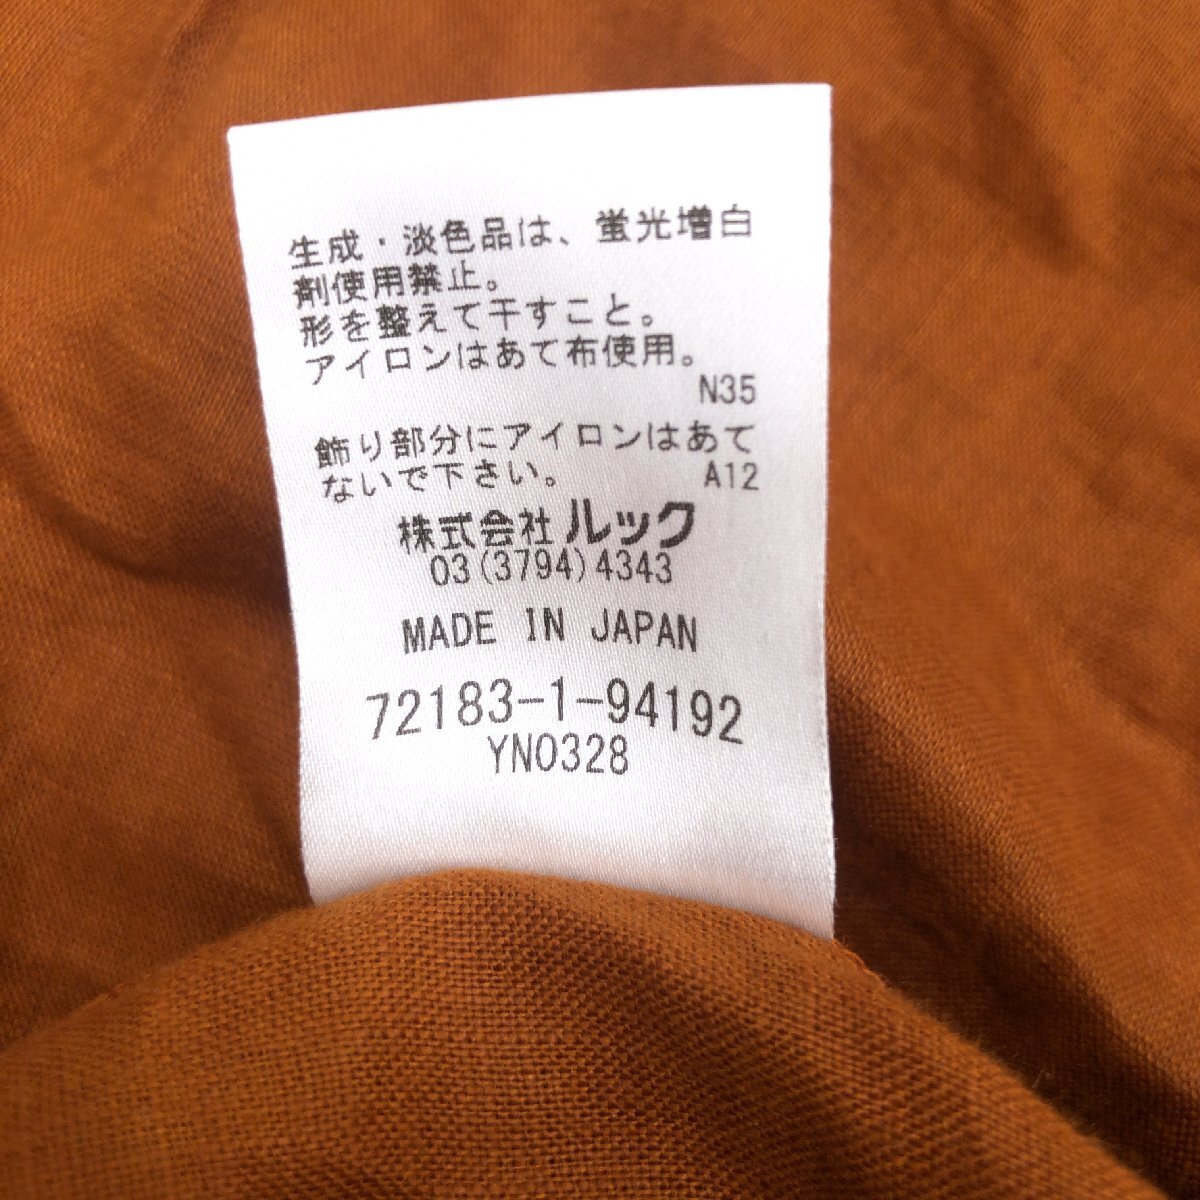 生成・淡色品は、蛍光増白
剤使用禁止。
形を整えて干すこと。
アイロンはあて布使用。
N35
飾り部分にアイロンはあて
ないで下さい。 A12
株式会社ルック
03(3794)4343
MADE IN JAPAN
72183-1-94192
YN0328